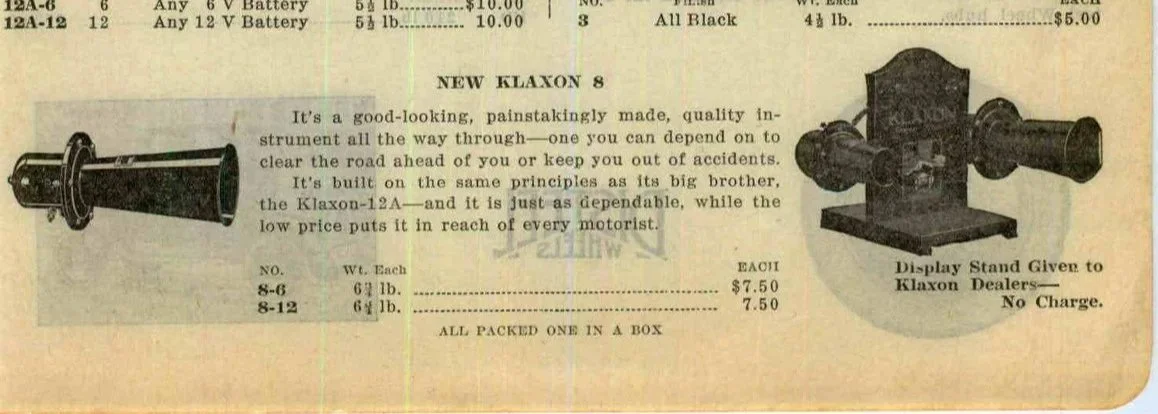 12A-6 6 Any 6 V Battery 5½ lb. $10.00
12A-12 12 Any 12 V Battery 5½ lb. 10.00
NO. FINISH Wt. Each EACH
3 All Black 4½ lb. $5.00
NEW KLAXON 8
It's a good-looking, painstakingly made, quality in-
strument all the way through—one you can depend on to
clear the road ahead of you or keep you out of accidents.
It's built on the same principles as its big brother,
the Klaxon-12A—and it is just as dependable, while the
low price puts it in reach of every motorist.
NO. Wt. Each EACH
8-6 lb. $7.50
8-12 lb. 7.50
ALL PACKED ONE IN A BOX
KLAXON
Display Stand Given to
Klaxon Dealers—
No Charge.